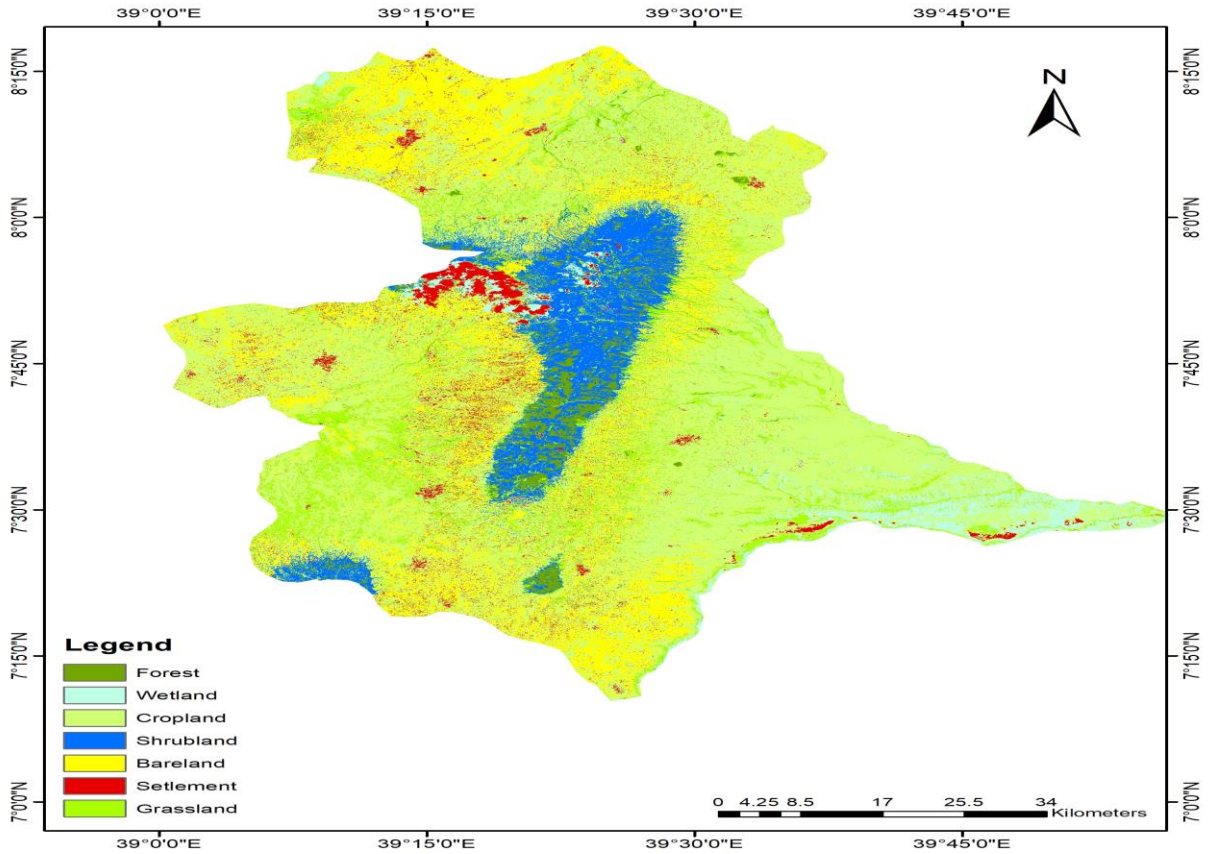 39°0'0"E 39°15'0"E 39°30'0"E 39°45'0"E
8°15'0"N 8°15'0"N
N
8°0'0"N 8°0'0"N
7°45'0"N 7°45'0"N
7°30'0"N 7°30'0"N
7°15'0"N 7°15'0"N
Legend
Forest
Wetland
Cropland
Shrubland
Bareland
Setlement
Grassland
7°0'0"N 7°0'0"N
0 4.25 8.5 17 25.5 34
Kilometers
39°0'0"E 39°15'0"E 39°30'0"E 39°45'0"E